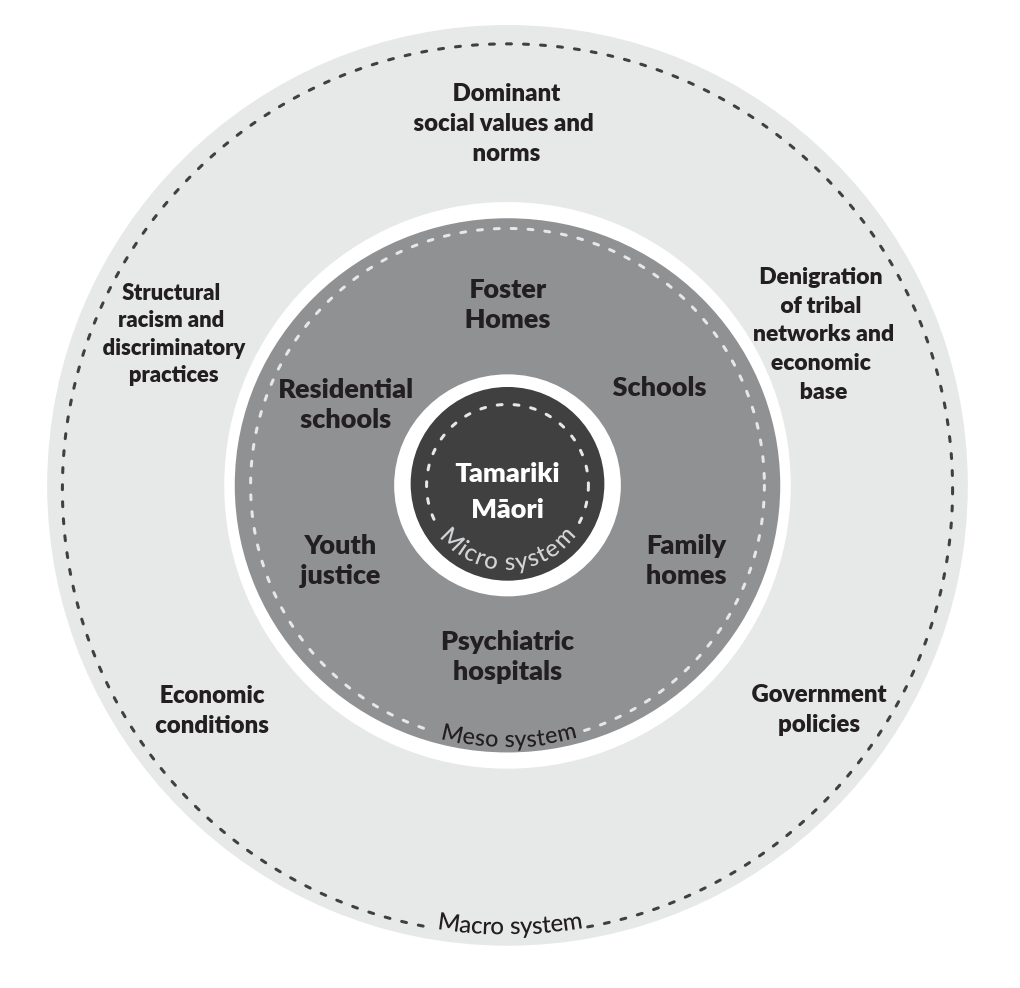 Dominant
social values and
norms
Structural
racism and
discriminatory
practices
Denigration
of tribal
networks and
economic
base
Foster
Homes
Residential
schools
Schools
Tamariki
Māori
Micro system
Youth
justice
Family
homes
Psychiatric
hospitals
Meso system
Economic
conditions
Government
policies
Macro system